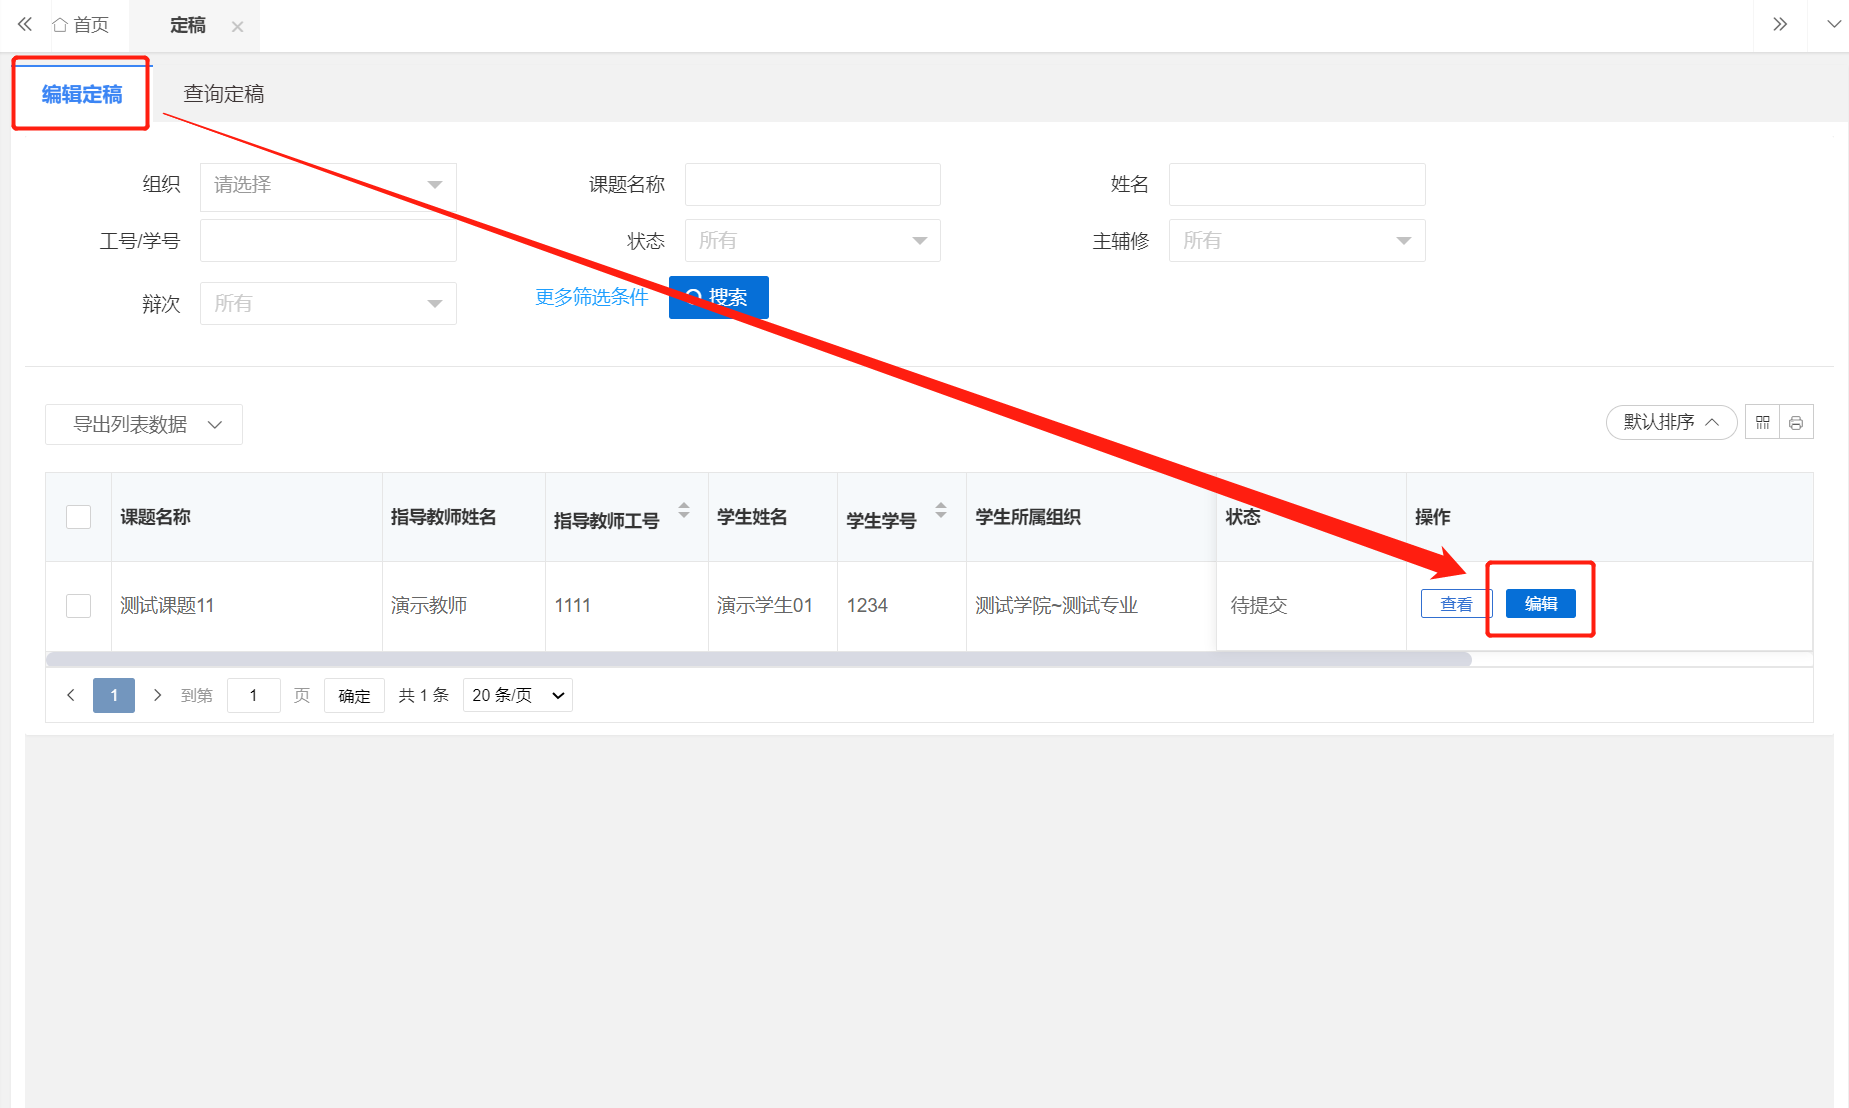 首页 定稿
编辑定稿 查询定稿
组织 请选择 课题名称 姓名
工号/学号 状态 所有 主辅修 所有
辩次 所有 更多筛选条件 搜索
导出列表数据 默认排序
课题名称 指导教师姓名 指导教师工号 学生姓名 学生学号 学生所属组织 状态 操作
测试课题11 演示教师 1111 演示学生01 1234 测试学院~测试专业 待提交 查看 编辑
1 到第 1 页 确定 共 1 条 20 条/页